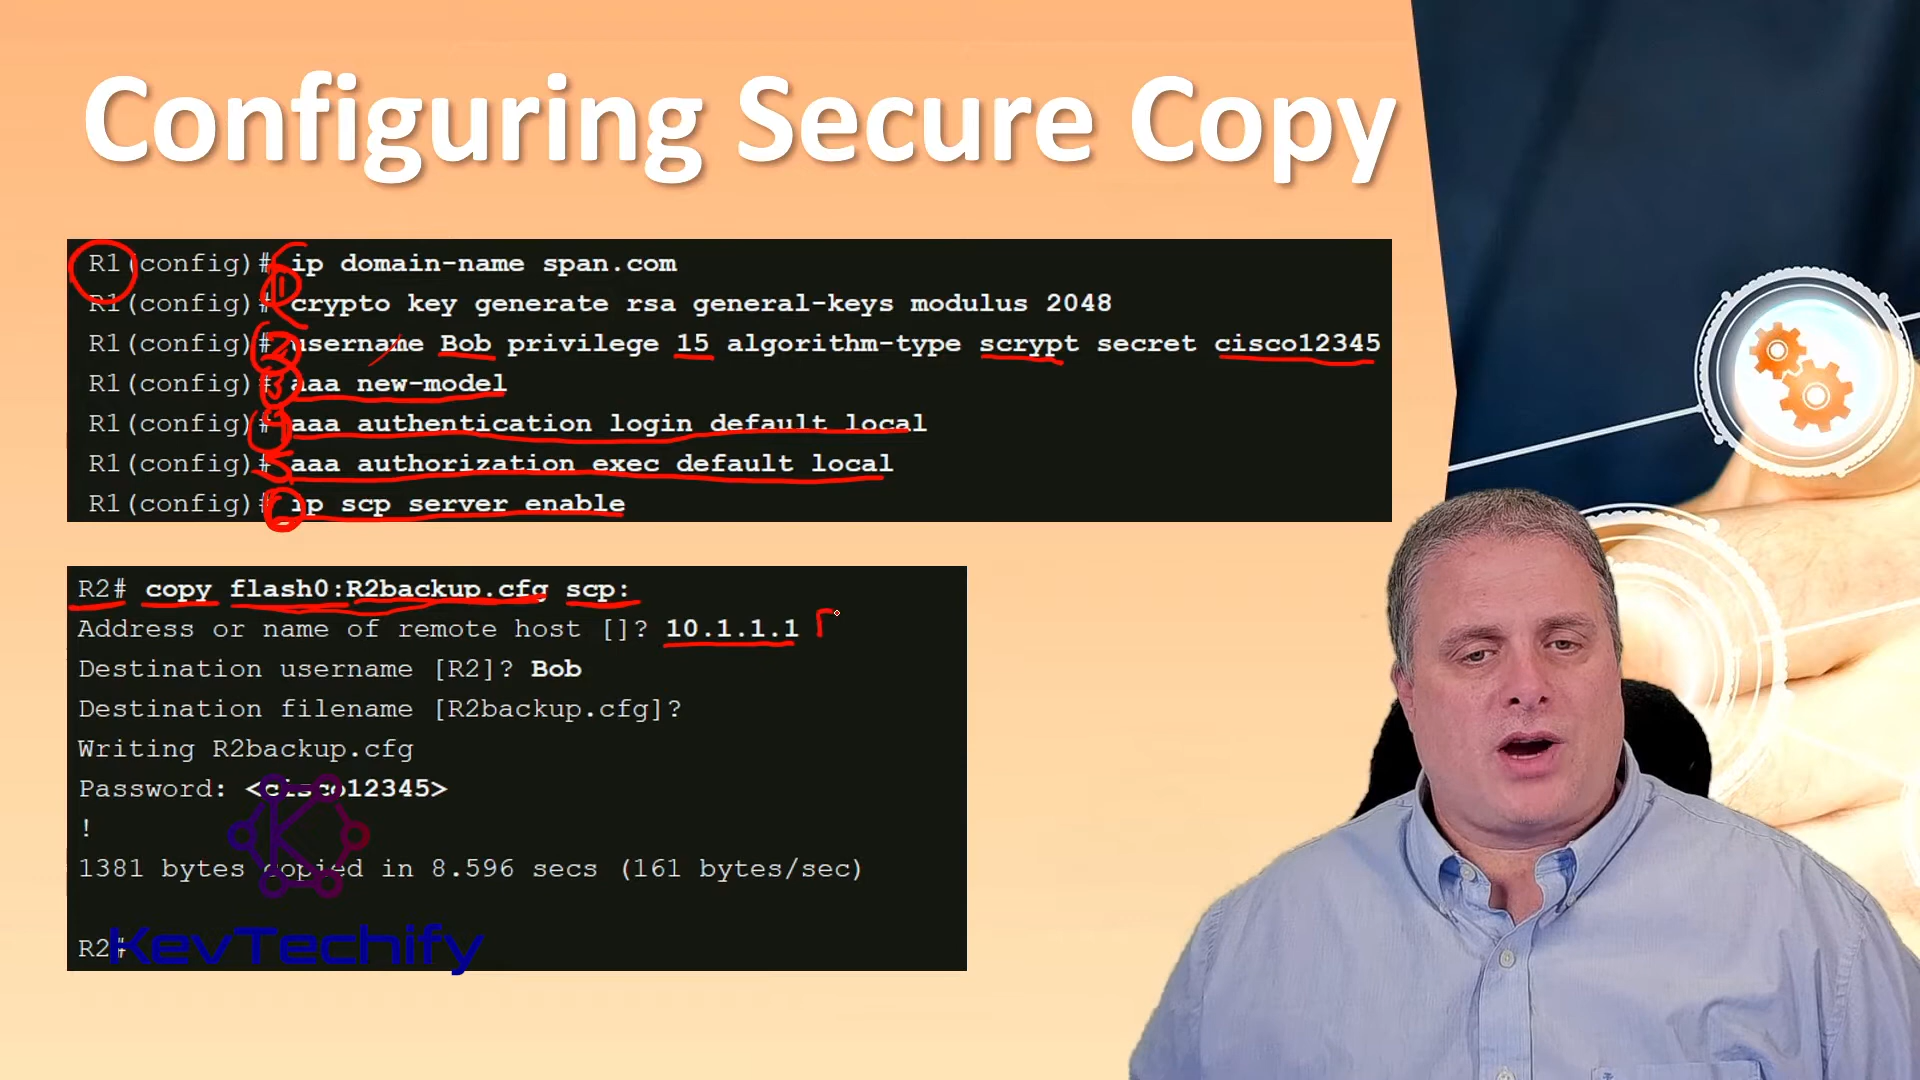 Configuring Secure Copy
R1(config)# ip domain-name span.com
R1(config)# crypto key generate rsa general-keys modulus 2048
R1(config)# username Bob privilege 15 algorithm-type scrypt secret cisco12345
R1(config)# aaa new-model
R1(config)# aaa authentication login default local
R1(config)# aaa authorization exec default local
R1(config)# ip scp server enable
R2# copy flash0:R2backup.cfg scp:
Address or name of remote host []? 10.1.1.1
Destination username [R2]? Bob
Destination filename [R2backup.cfg]?
Writing R2backup.cfg
Password: <cisco12345>
!
1381 bytes copied in 8.596 secs (161 bytes/sec)
R2#
KevTechify